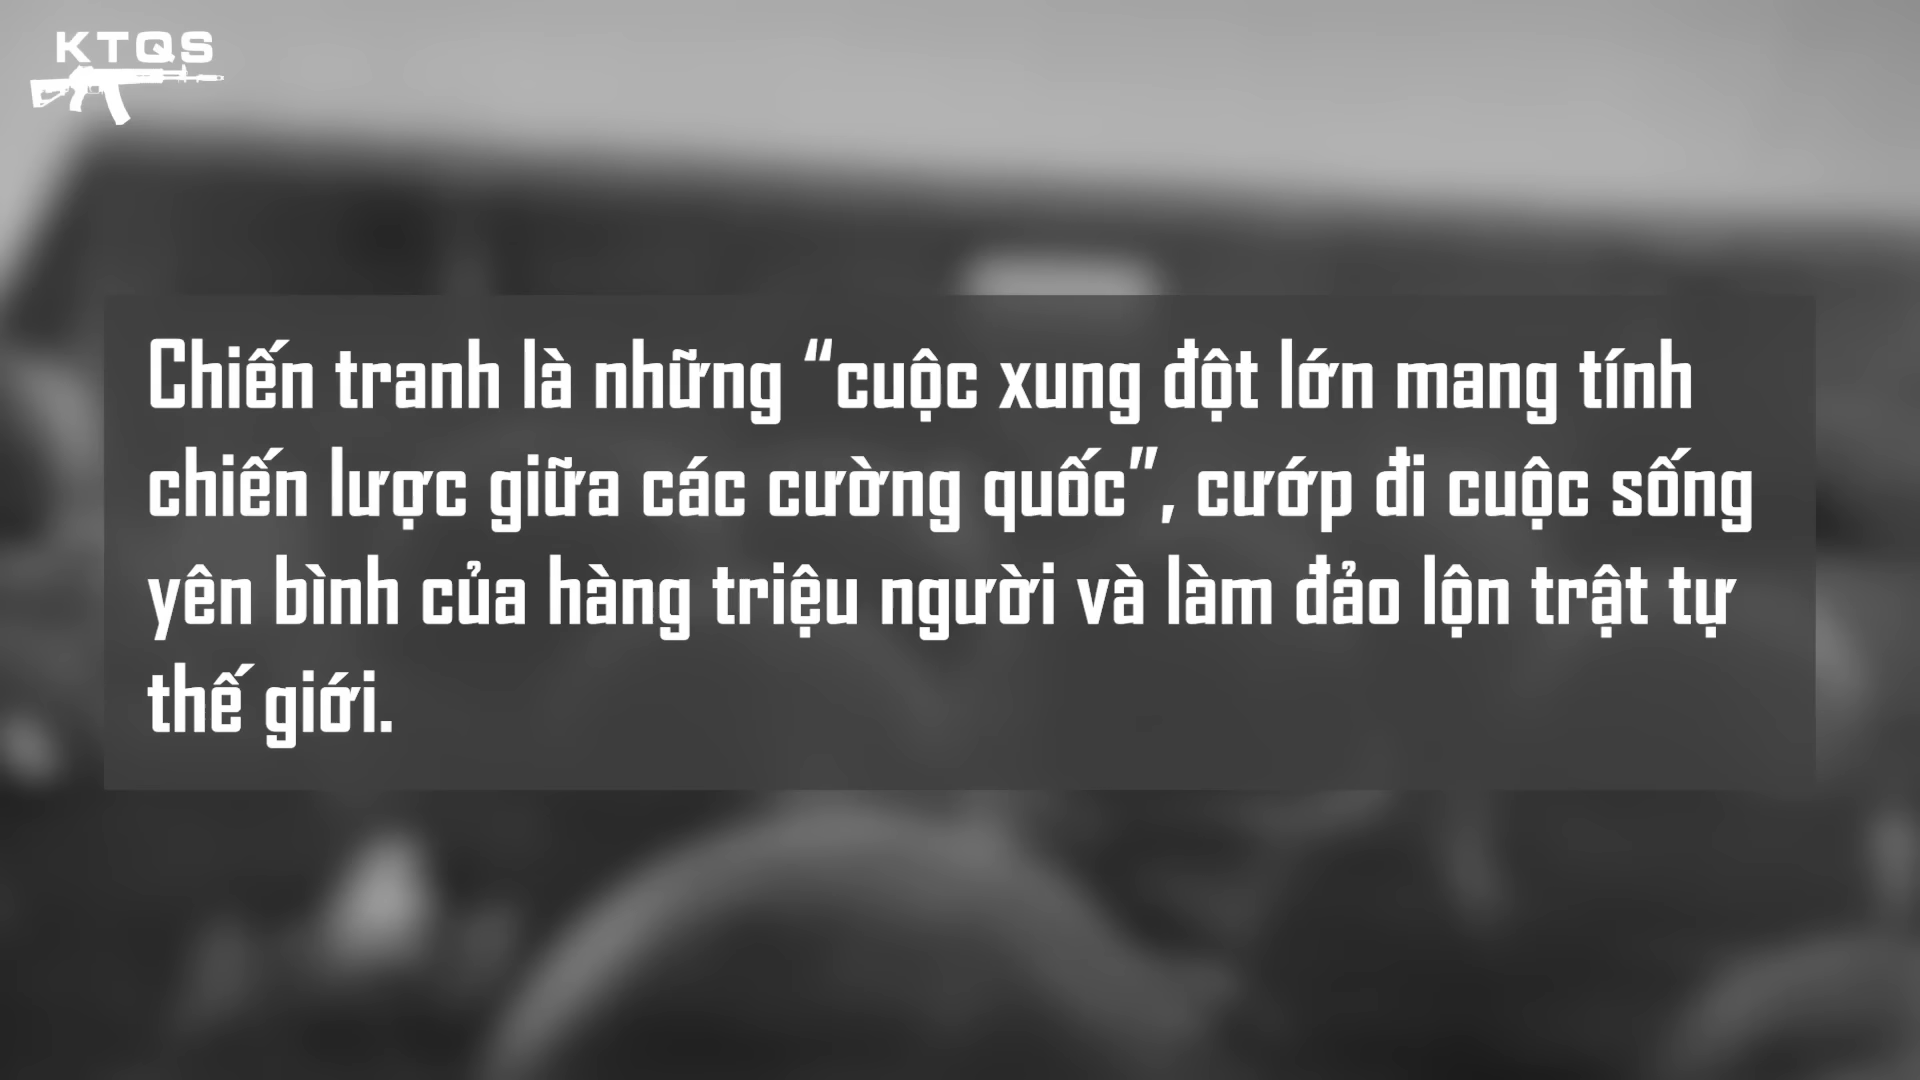 KTQS
Chiến tranh là những “cuộc xung đột lớn mang tính
chiến lược giữa các cường quốc”, cướp đi cuộc sống
yên bình của hàng triệu người và làm đảo lộn trật tự
thế giới.